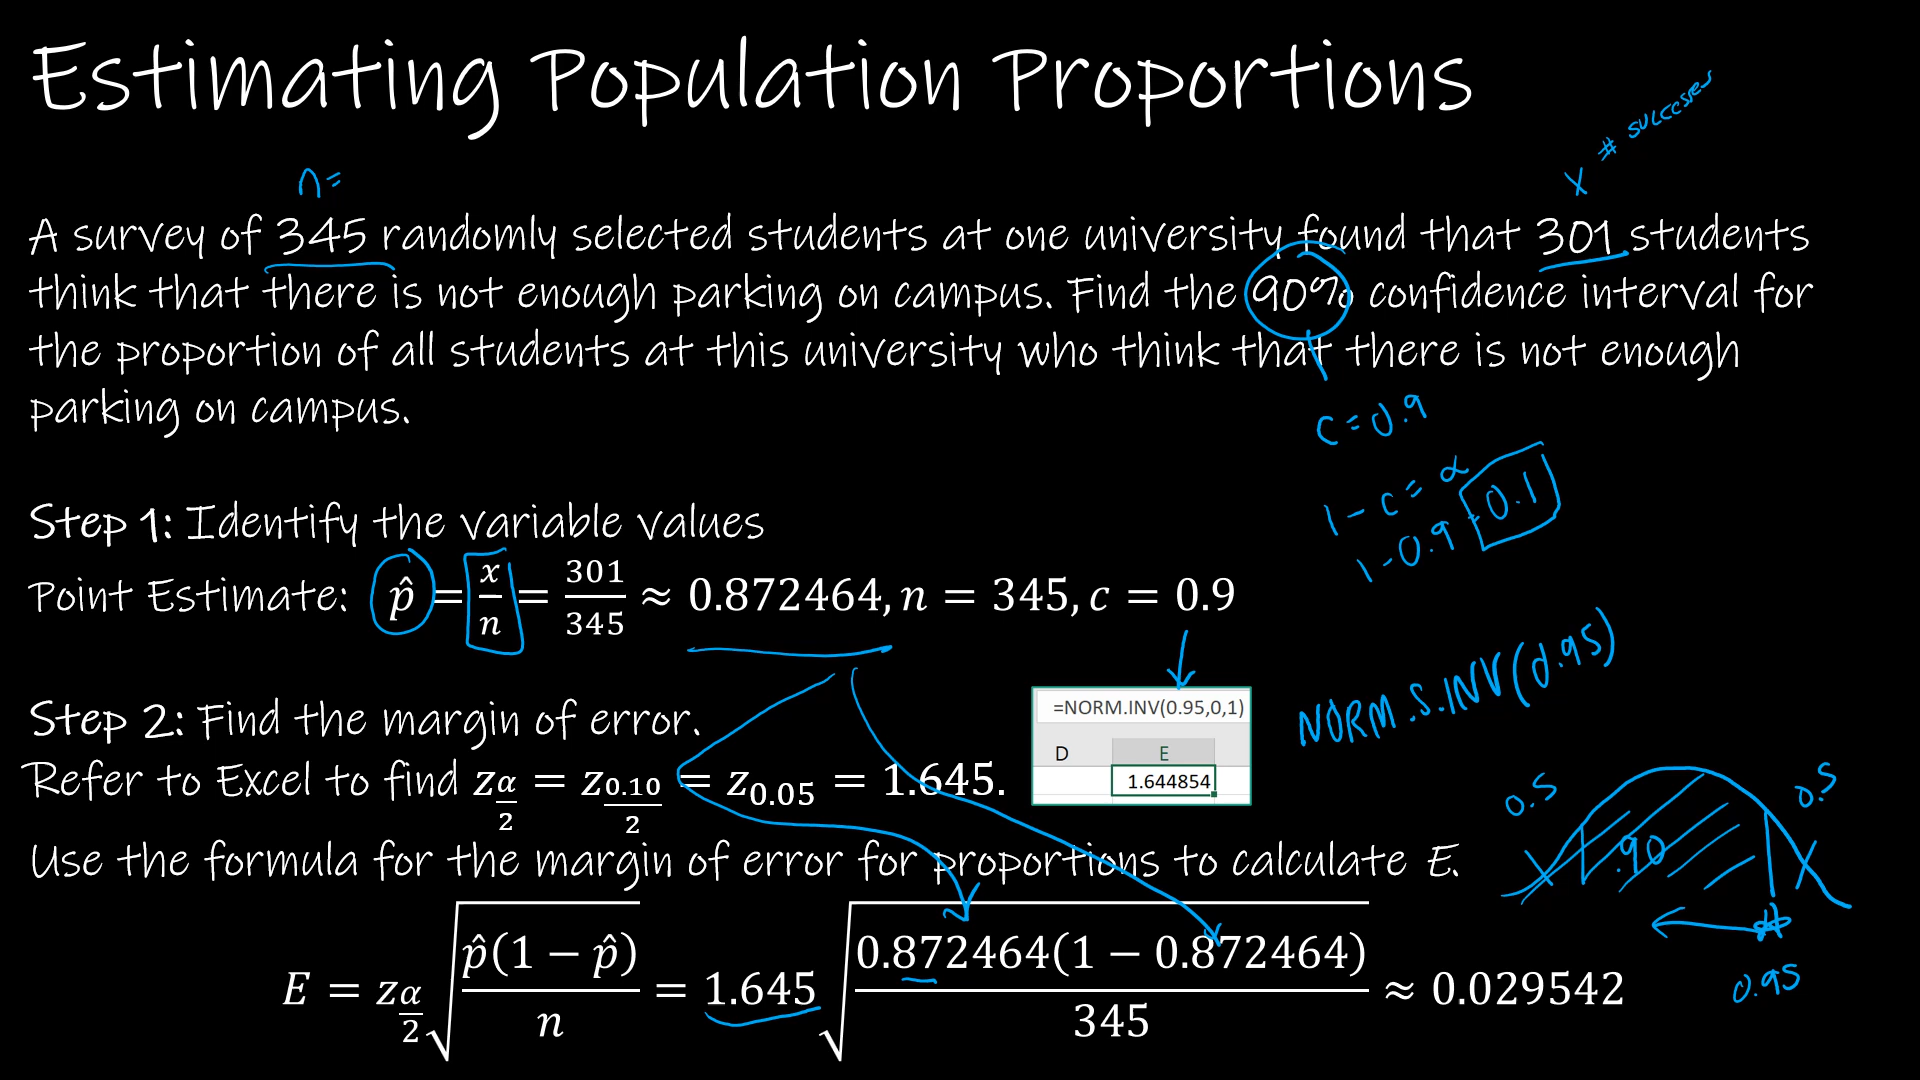 Estimating Population Proportions
x # successes
n=
A survey of 345 randomly selected students at one university found that 301 students
think that there is not enough parking on campus. Find the 90% confidence interval for
the proportion of all students at this university who think that there is not enough
parking on campus.
c = 0.9
1 - c = α
1 - 0.9 = 0.1
Step 1: Identify the variable values
Point Estimate: p̂ = x/n = 301/345 ≈ 0.872464, n = 345, c = 0.9
NORM.S.INV(0.95)
Step 2: Find the margin of error.
=NORM.INV(0.95,0,1)
D E
1.644854
Refer to Excel to find z_(α/2) = z_(0.10/2) = z_0.05 = 1.645.
0.5 0.5
.90
Use the formula for the margin of error for proportions to calculate E.
0.95
E = z_(α/2) √(p̂(1 − p̂)/n) = 1.645 √(0.872464(1 − 0.872464)/345) ≈ 0.029542